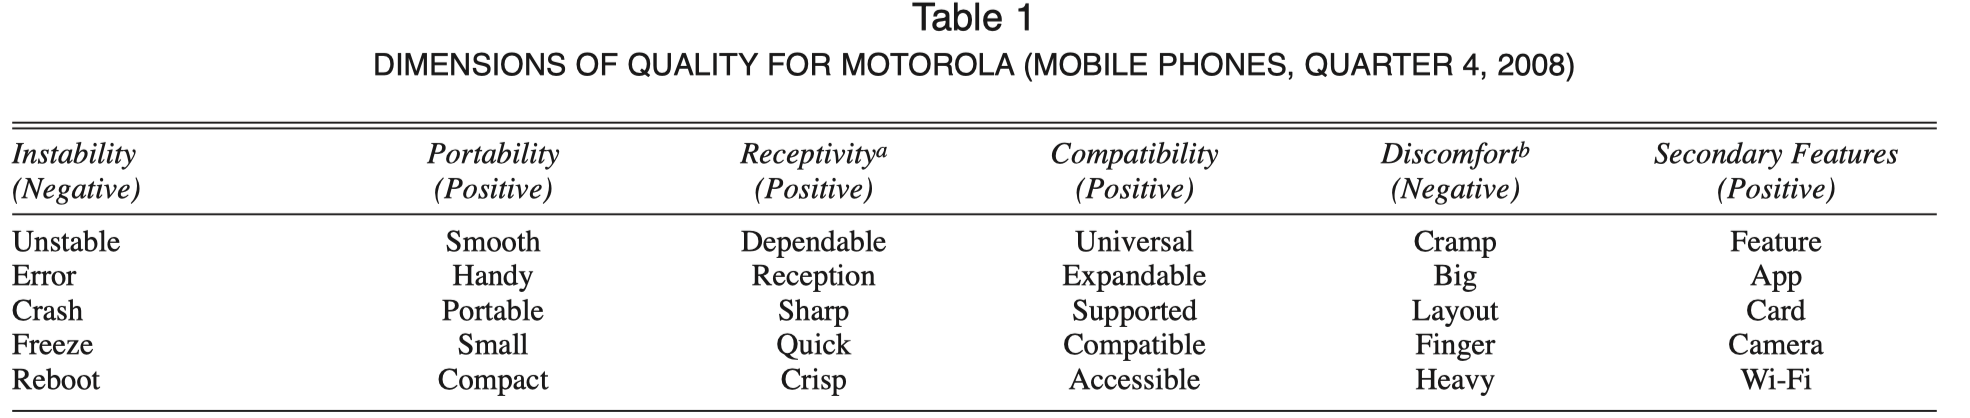 Table 1
DIMENSIONS OF QUALITY FOR MOTOROLA (MOBILE PHONES, QUARTER 4, 2008)
Instability Portability Receptivitya Compatibility Discomfortb Secondary Features
(Negative) (Positive) (Positive) (Positive) (Negative) (Positive)
Unstable Smooth Dependable Universal Cramp Feature
Error Handy Reception Expandable Big App
Crash Portable Sharp Supported Layout Card
Freeze Small Quick Compatible Finger Camera
Reboot Compact Crisp Accessible Heavy Wi-Fi